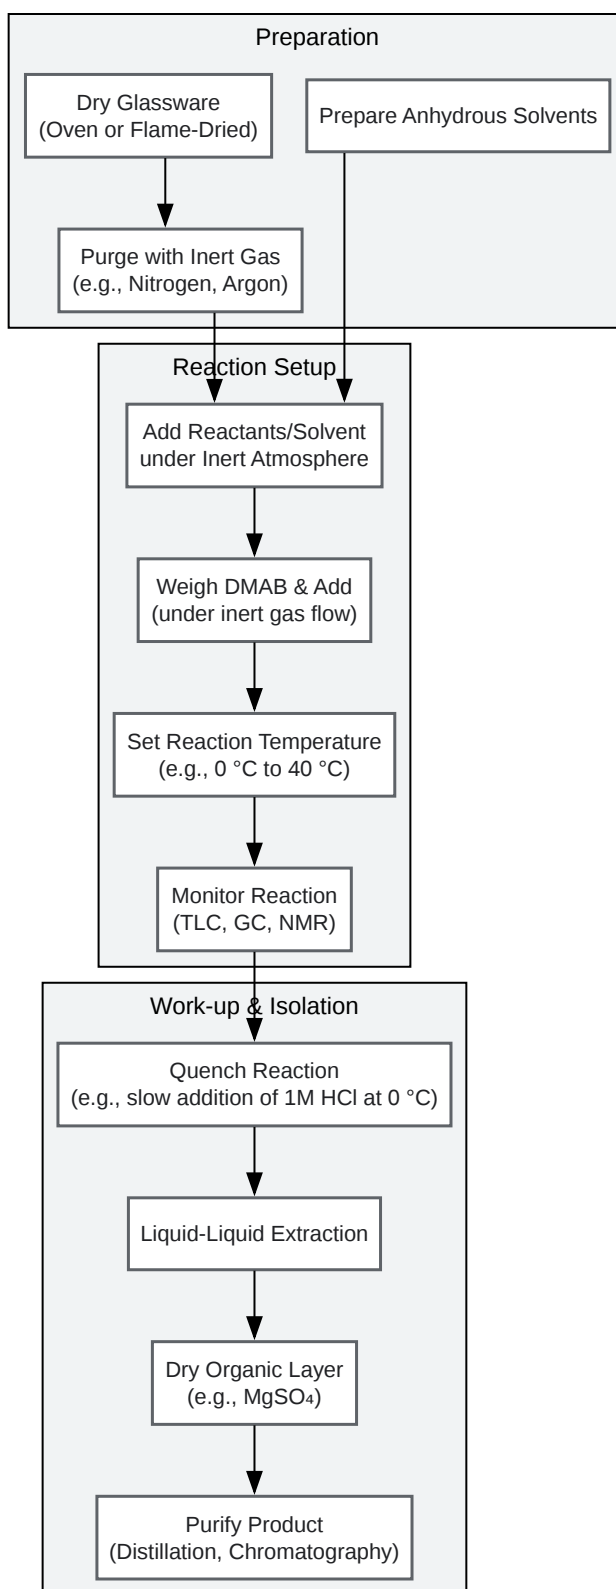 Preparation
Dry Glassware
(Oven or Flame-Dried)
Prepare Anhydrous Solvents
Purge with Inert Gas
(e.g., Nitrogen, Argon)
Reaction Setup
Add Reactants/Solvent
under Inert Atmosphere
Weigh DMAB & Add
(under inert gas flow)
Set Reaction Temperature
(e.g., 0 °C to 40 °C)
Monitor Reaction
(TLC, GC, NMR)
Work-up & Isolation
Quench Reaction
(e.g., slow addition of 1M HCl at 0 °C)
Liquid-Liquid Extraction
Dry Organic Layer
(e.g., MgSO₄)
Purify Product
(Distillation, Chromatography)